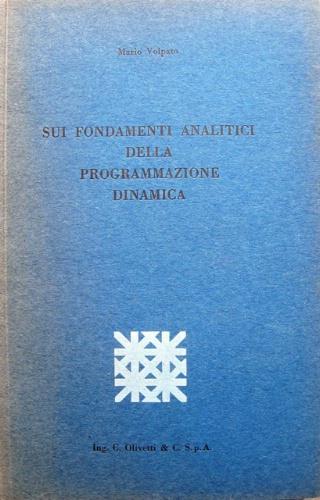 Mario Volpato
SUI FONDAMENTI ANALITICI
DELLA
PROGRAMMAZIONE
DINAMICA
Ing. C. Olivetti & C. S.p.A.